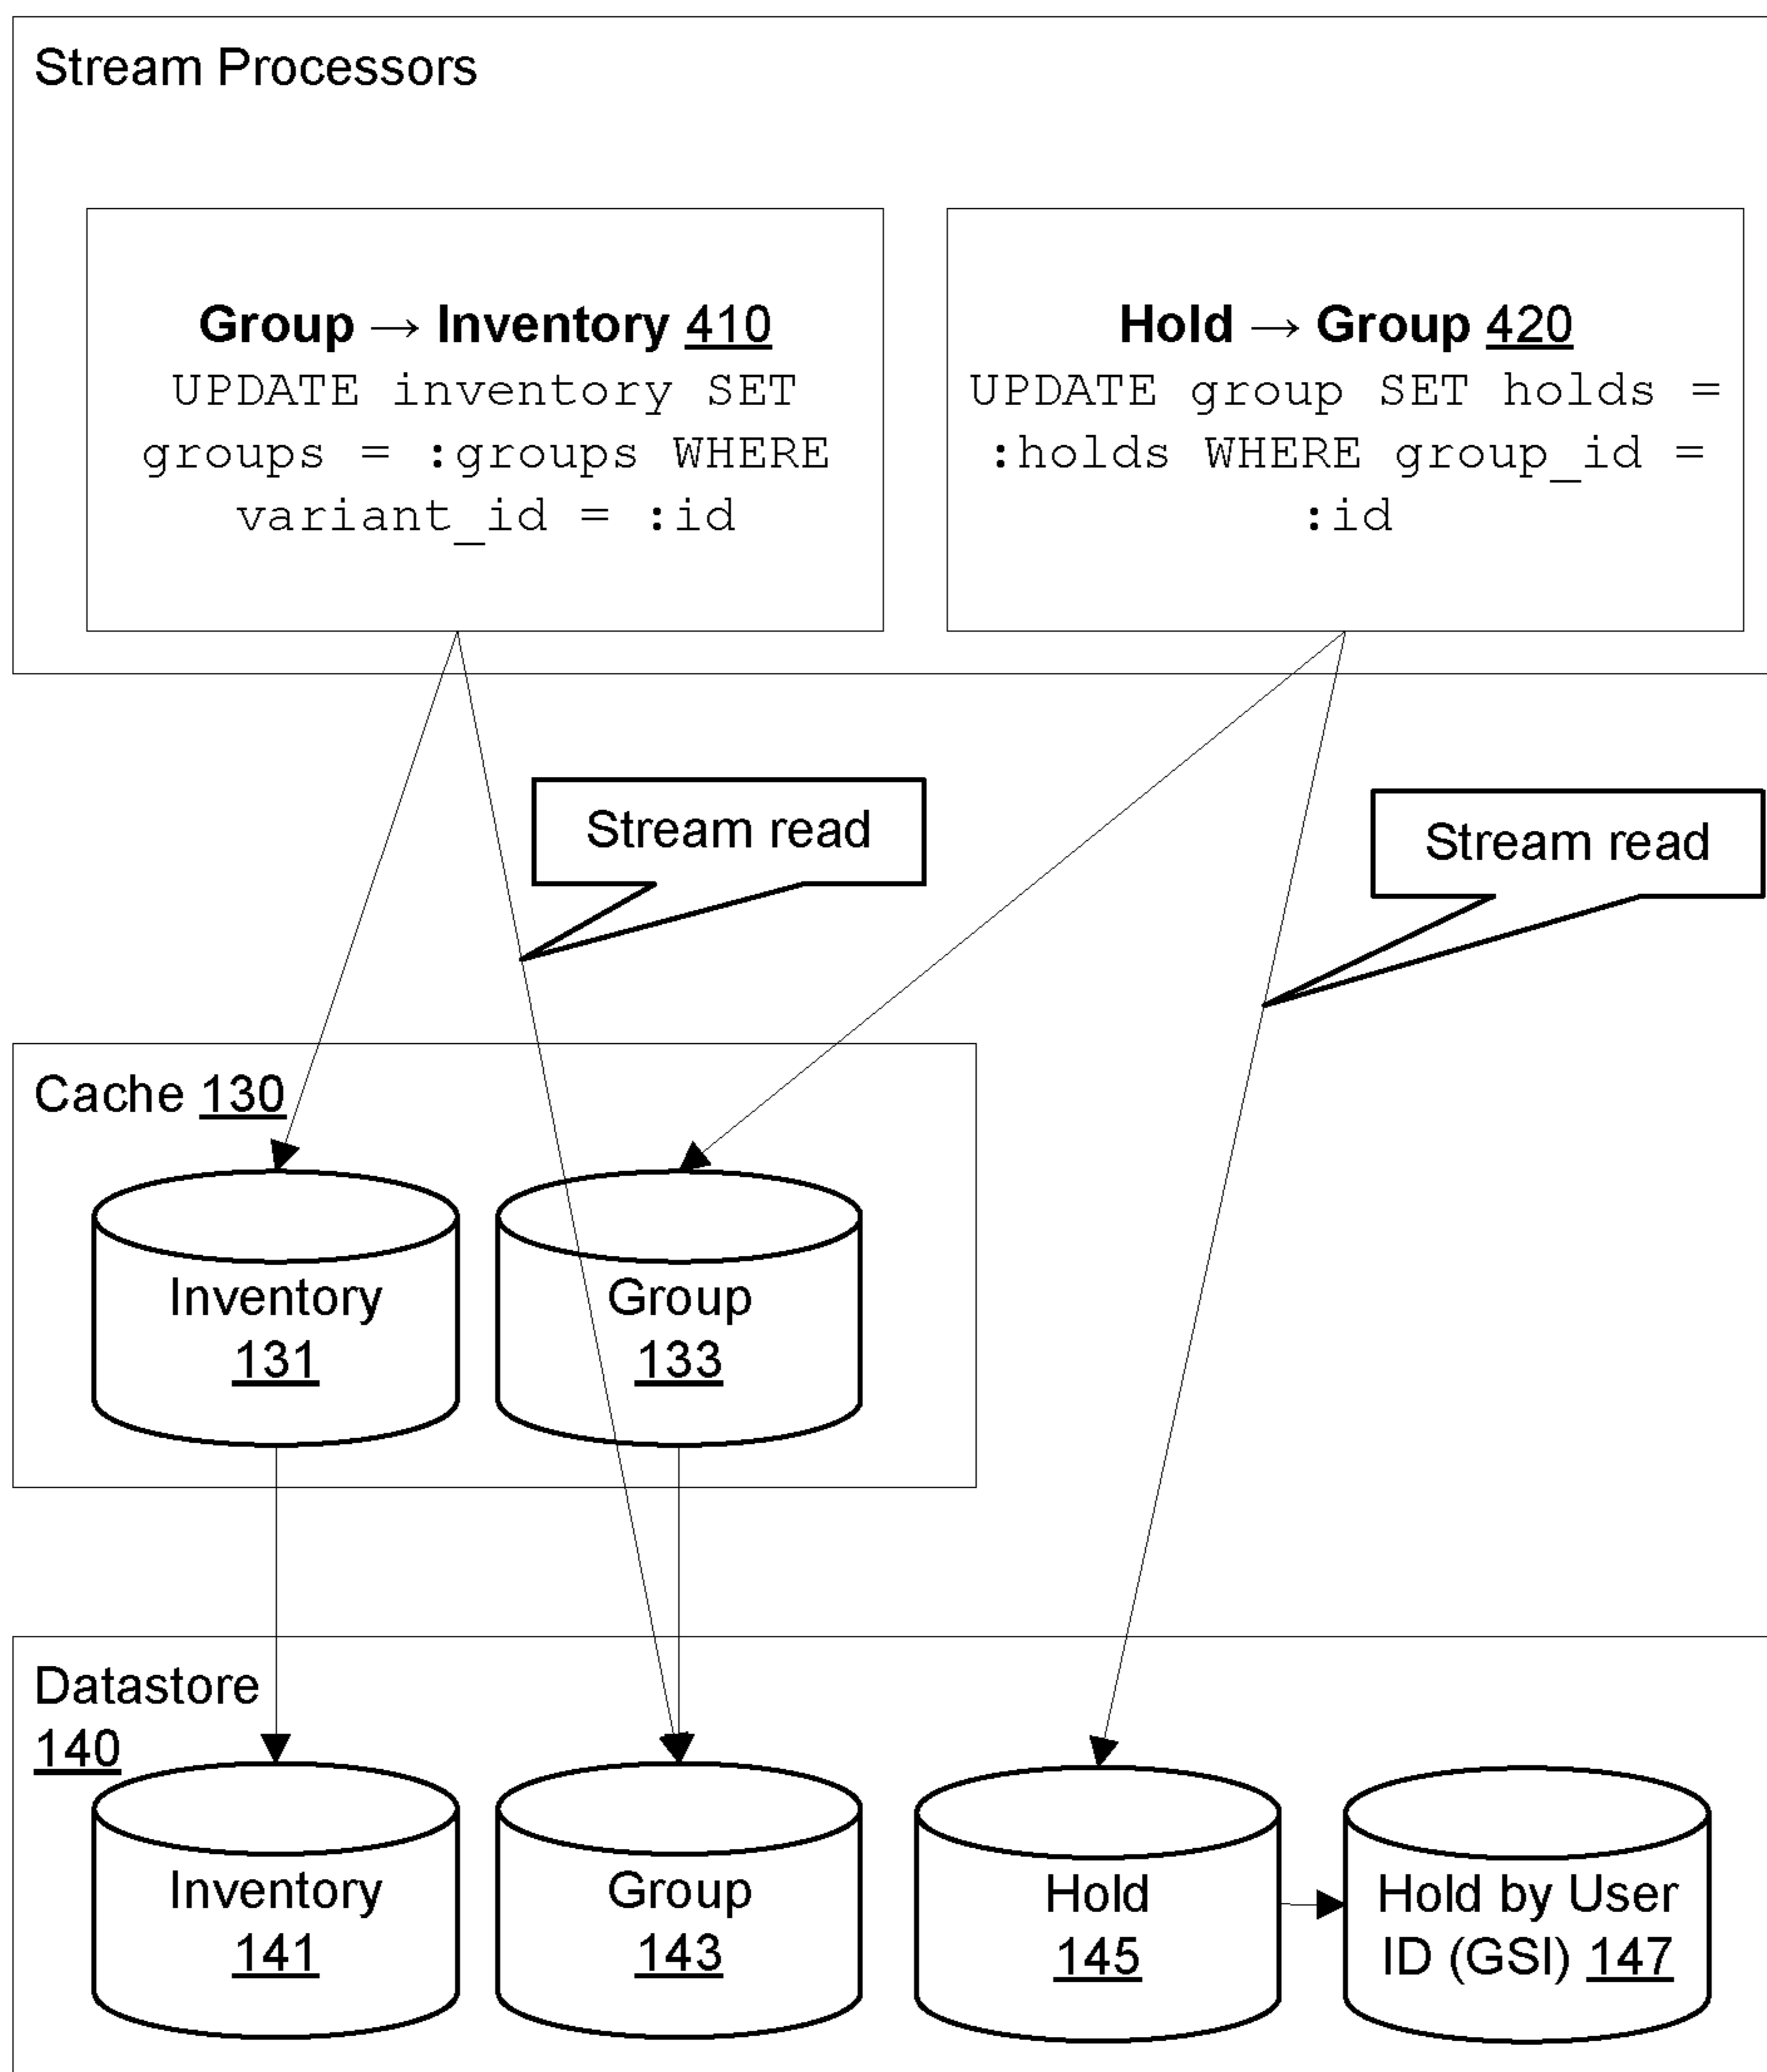 Stream Processors
Group → Inventory 410
UPDATE inventory SET
groups = :groups WHERE
variant_id = :id
Hold → Group 420
UPDATE group SET holds =
:holds WHERE group_id =
:id
Stream read
Stream read
Cache 130
Inventory
131
Group
133
Datastore
140
Inventory
141
Group
143
Hold
145
Hold by User
ID (GSI) 147